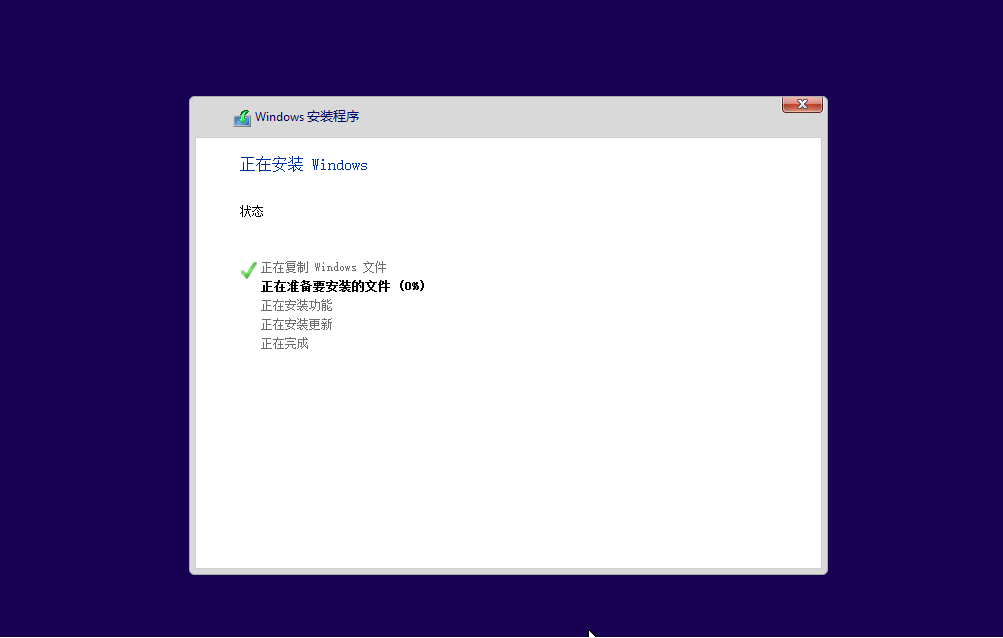 Windows 安装程序
正在安装 Windows
状态
正在复制 Windows 文件
正在准备要安装的文件 (0%)
正在安装功能
正在安装更新
正在完成